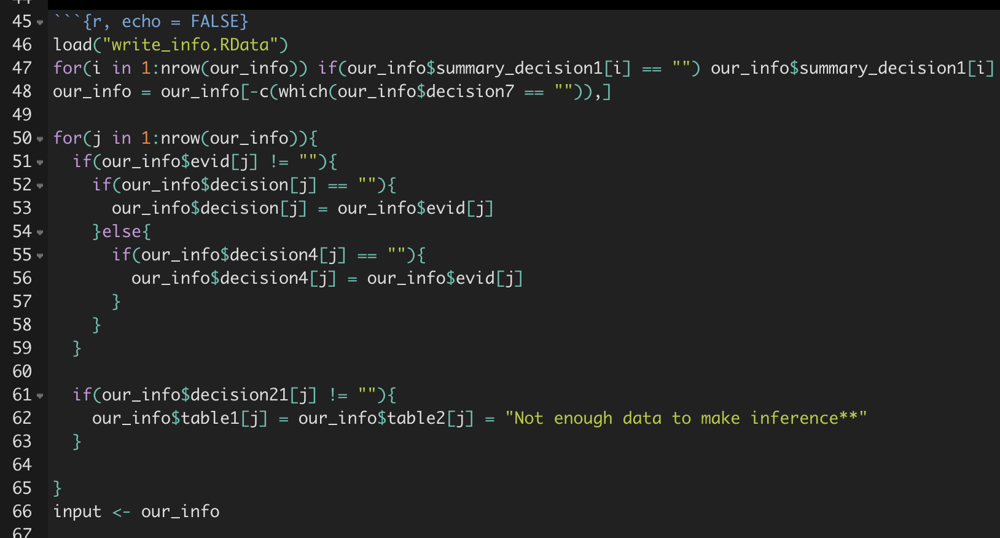 44
45 ```{r, echo = FALSE}
46 load("write_info.RData")
47 for(i in 1:nrow(our_info)) if(our_info$summary_decision1[i] == "") our_info$summary_decision1[i]
48 our_info = our_info[-c(which(our_info$decision7 == "")),]
49
50 for(j in 1:nrow(our_info)){
51   if(our_info$evid[j] != ""){
52     if(our_info$decision[j] == ""){
53       our_info$decision[j] = our_info$evid[j]
54     }else{
55       if(our_info$decision4[j] == ""){
56         our_info$decision4[j] = our_info$evid[j]
57       }
58     }
59   }
60
61   if(our_info$decision21[j] != ""){
62     our_info$table1[j] = our_info$table2[j] = "Not enough data to make inference**"
63   }
64
65 }
66 input <- our_info
67